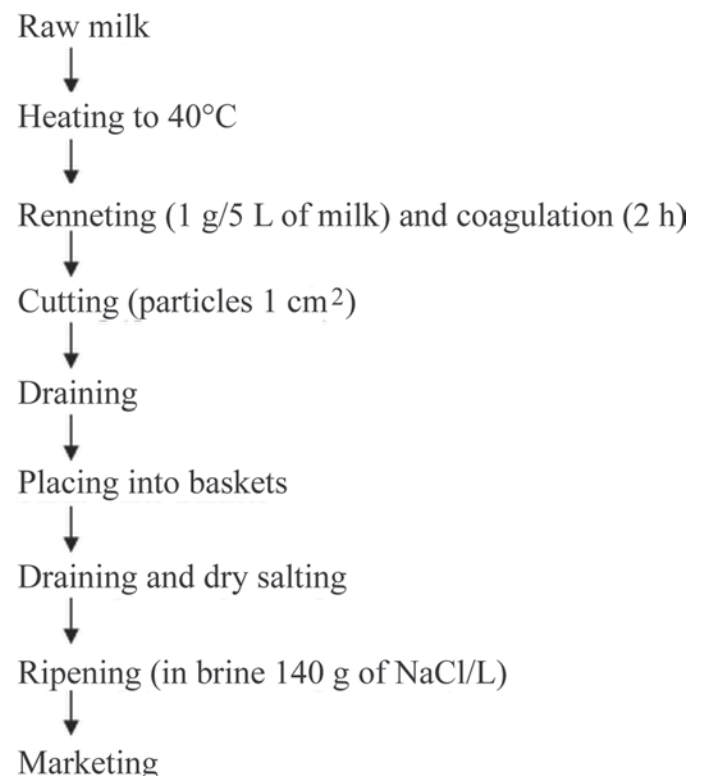 Raw milk
Heating to 40°C
Renneting (1 g/5 L of milk) and coagulation (2 h)
Cutting (particles 1 cm²)
Draining
Placing into baskets
Draining and dry salting
Ripening (in brine 140 g of NaCl/L)
Marketing